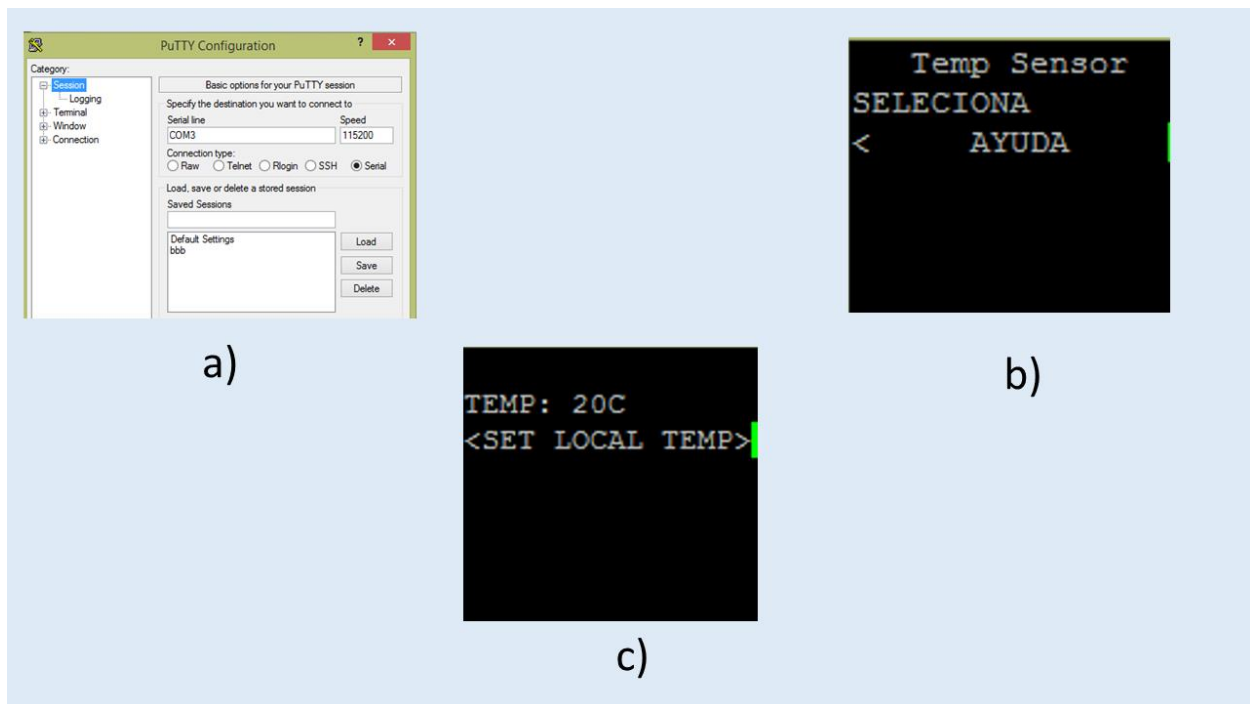 PuTTY Configuration ? ×
Category:
Session
Logging
Terminal
Window
Connection
Basic options for your PuTTY session
Specify the destination you want to connect to
Serial line Speed
COM3 115200
Connection type:
Raw Telnet Rlogin SSH Serial
Load, save or delete a stored session
Saved Sessions
Default Settings
bbb
Load
Save
Delete
a)
Temp Sensor
SELECIONA
< AYUDA
b)
TEMP: 20C
<SET LOCAL TEMP>
c)